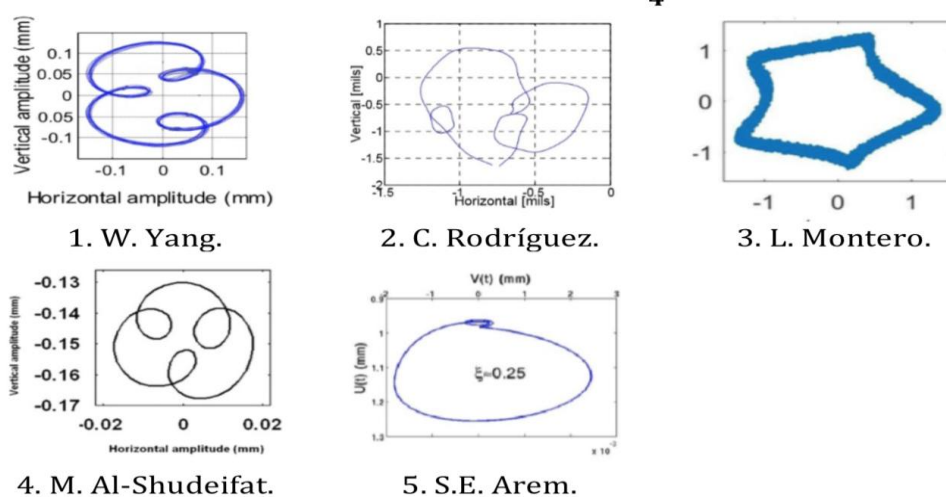 4
Vertical amplitude (mm)
0.1
0.05
0
0.05
-0.1
-0.1 0 0.1
Horizontal amplitude (mm)
1. W. Yang.
Vertical [mils]
1
0.5
0
-0.5
-1
-1.5
-1 -0.5 0
Horizontal [mils]
2. C. Rodríguez.
1
0
-1
-1 0 1
3. L. Montero.
Vertical amplitude (mm)
-0.13
-0.14
-0.15
-0.16
-0.17
-0.02 0 0.02
Horizontal amplitude (mm)
4. M. Al-Shudeifat.
V(t) (mm)
-1 0 1 2 3
U(t) (mm)
0.9
1
1.1
1.2
1.3
ξ=0.25
x 10
5. S.E. Arem.